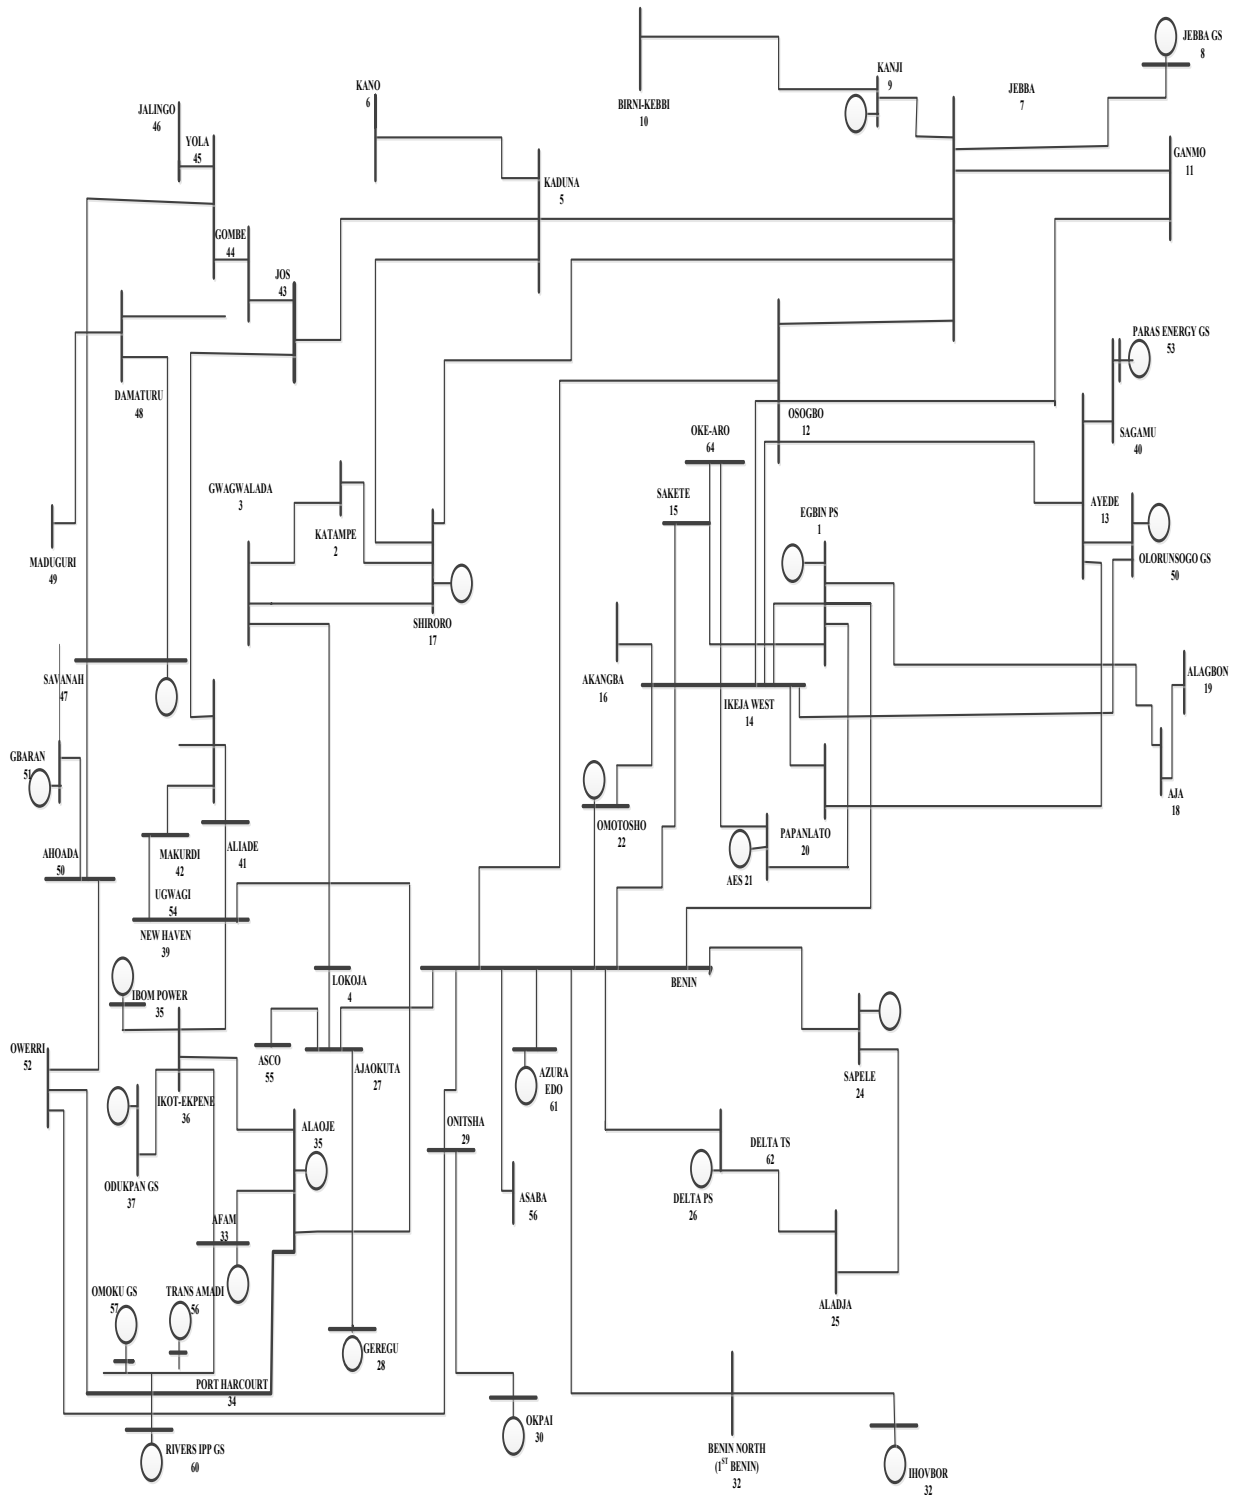 JEBBA GS
8
KANJI
9
KANO
6
JEBBA
7
BIRNI-KEBBI
10
JALINGO
46
YOLA
45
GANMO
11
KADUNA
5
GOMBE
44
JOS
43
PARAS ENERGY GS
53
DAMATURU
48
OSOGBO
12
OKE-ARO
64
SAGAMU
40
GWAGWALADA
3
SAKETE
15
AYEDE
13
EGBIN PS
1
KATAMPE
2
MADUGURI
49
OLORUNSOGO GS
50
SHIRORO
17
SAVANAH
47
AKANGBA
16
IKEJA WEST
14
ALAGBON
19
GBARAN
51
AJA
18
OMOTOSHO
22
PAPANLATO
20
AHOADA
50
MAKURDI
42
ALIADE
41
AES 21
UGWAGI
54
NEW HAVEN
39
LOKOJA
4
BENIN
IBOM POWER
35
OWERRI
52
ASCO
55
AJAOKUTA
27
AZURA
EDO
61
SAPELE
24
IKOT-EKPENE
36
ALAOJE
35
ONITSHA
29
DELTA TS
62
ODUKPAN GS
37
ASABA
56
DELTA PS
26
AFAM
33
OMOKU GS
57
TRANS AMADI
56
ALADJA
25
GEREGU
28
PORT HARCOURT
34
OKPAI
30
RIVERS IPP GS
60
BENIN NORTH
(1ST BENIN)
32
IHOVBOR
32